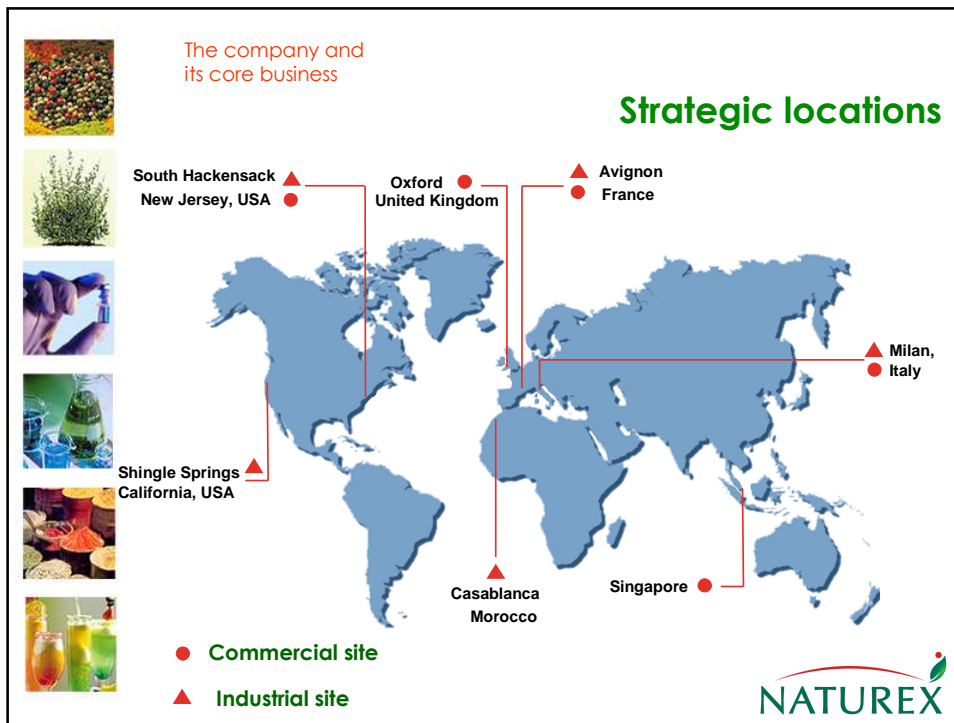 The company and
its core business
Strategic locations
South Hackensack
New Jersey, USA
Oxford
United Kingdom
Avignon
France
Milan,
Italy
Shingle Springs
California, USA
Casablanca
Morocco
Singapore
Commercial site
Industrial site
NATUREX